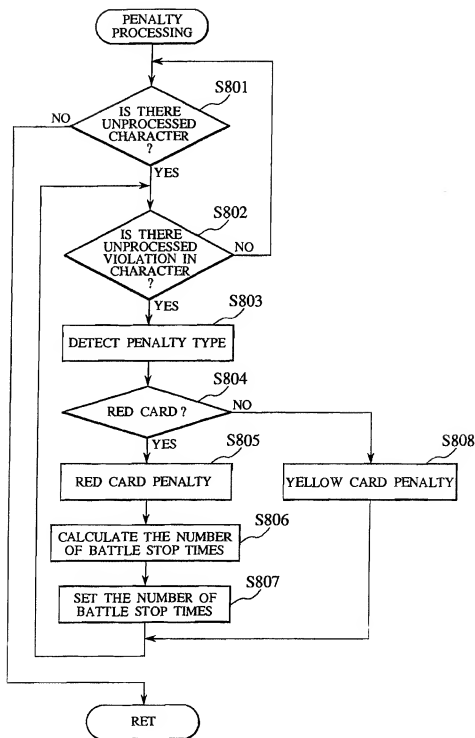 PENALTY
PROCESSING
S801
NO
IS THERE
UNPROCESSED
CHARACTER
?
YES
S802
IS THERE
UNPROCESSED
VIOLATION IN
CHARACTER
?
NO
YES
S803
DETECT PENALTY TYPE
S804
RED CARD ?
NO
YES
S805
S808
RED CARD PENALTY
YELLOW CARD PENALTY
S806
CALCULATE THE NUMBER
OF BATTLE STOP TIMES
S807
SET THE NUMBER OF
BATTLE STOP TIMES
RET